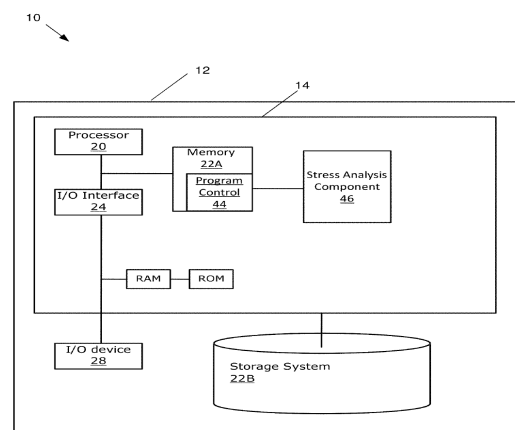 10
12
14
Processor
20
Memory
22A
Program
Control
44
Stress Analysis
Component
46
I/O Interface
24
RAM
ROM
I/O device
28
Storage System
22B